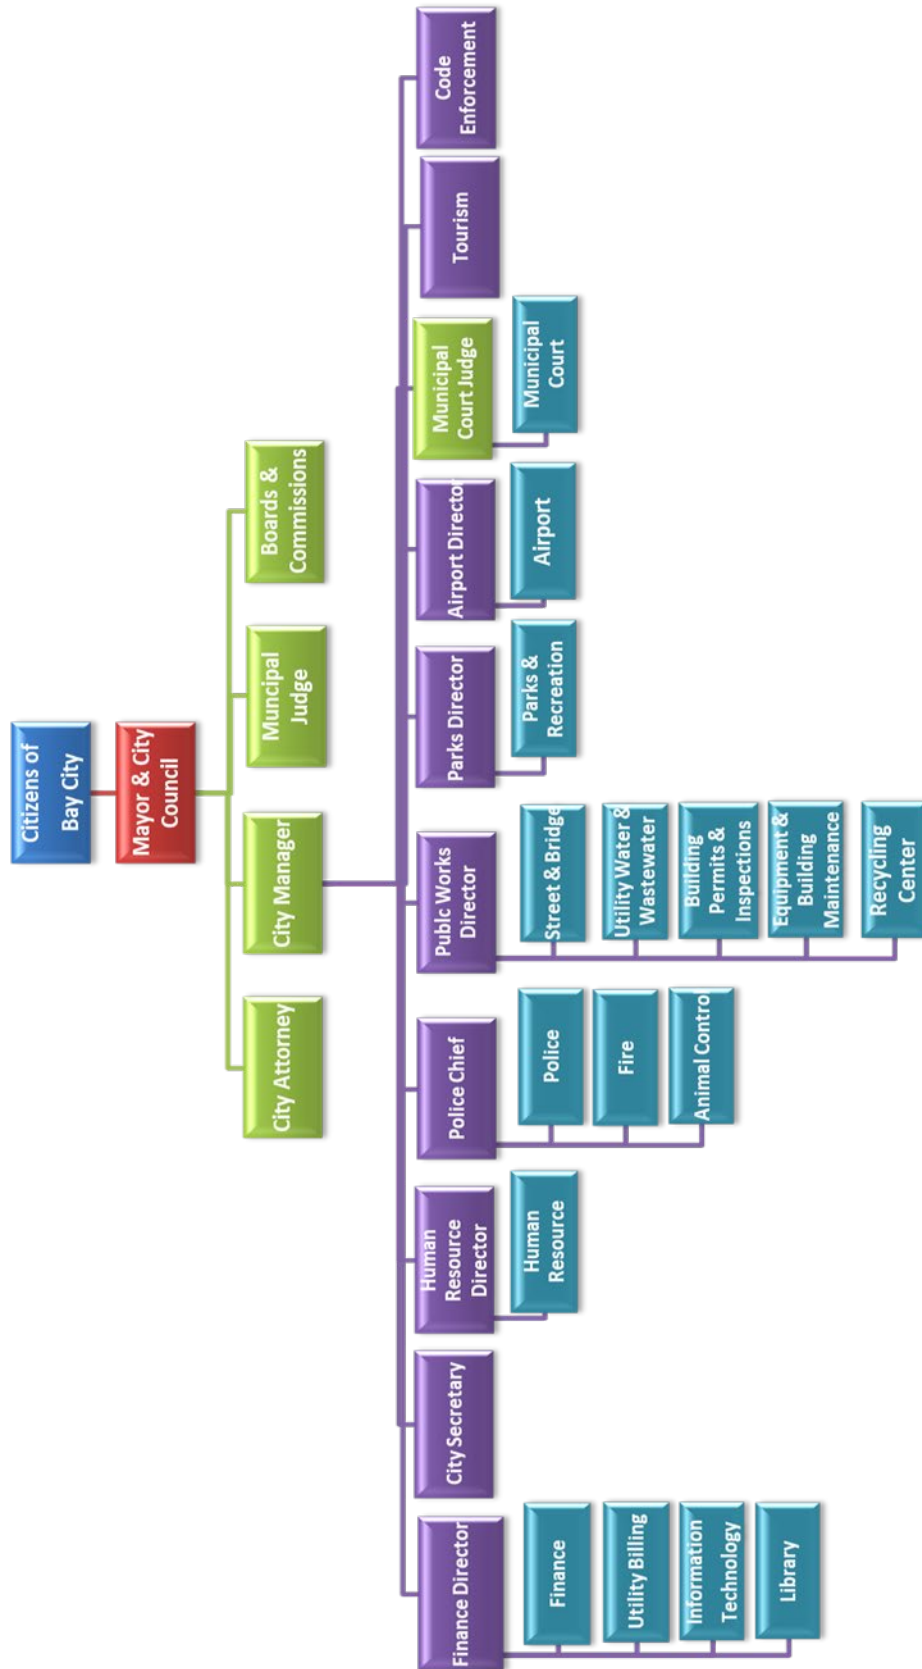 Citizens of
Bay City
Mayor & City
Council
City Attorney
City Manager
Muncipal
Judge
Boards &
Commissions
Finance Director
City Secretary
Human
Resource
Director
Police Chief
Public Works
Director
Parks Director
Airport Director
Municipal
Court Judge
Tourism
Code
Enforcement
Finance
Utility Billing
Information
Technology
Library
Human
Resource
Police
Fire
Animal Control
Street & Bridge
Utility Water &
Wastewater
Building
Permits &
Inspections
Equipment &
Building
Maintenance
Recycling
Center
Parks &
Recreation
Airport
Municipal
Court